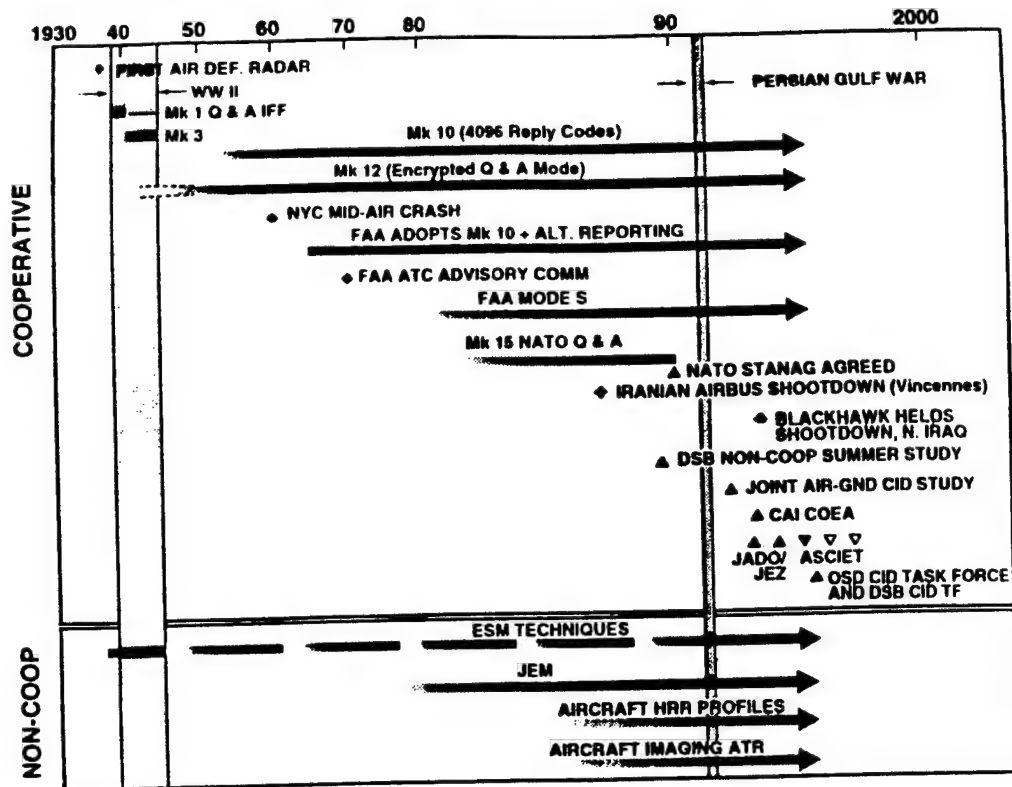 1930 40 50 60 70 80 90 2000
FIRST AIR DEF. RADAR
PERSIAN GULF WAR
WW II
Mk 1 Q & A IFF
Mk 3
Mk 10 (4096 Reply Codes)
Mk 12 (Encrypted Q & A Mode)
NYC MID-AIR CRASH
FAA ADOPTS Mk 10 + ALT. REPORTING
FAA ATC ADVISORY COMM
FAA MODE S
Mk 15 NATO Q & A
NATO STANAG AGREED
IRANIAN AIRBUS SHOOTDOWN (Vincennes)
BLACKHAWK HELOS
SHOOTDOWN, N. IRAQ
DSB NON-COOP SUMMER STUDY
JOINT AIR-GND CID STUDY
CAI COEA
JADO/ ASCIET
JEZ
OSD CID TASK FORCE
AND DSB CID TF
COOPERATIVE
ESM TECHNIQUES
JEM
AIRCRAFT HRR PROFILES
AIRCRAFT IMAGING ATR
NON-COOP